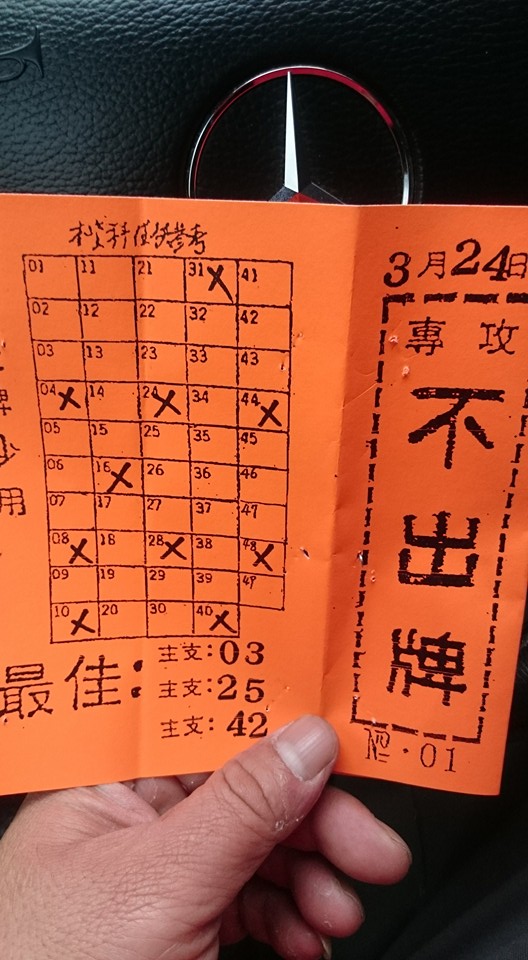 3月24日
專攻
不出牌
№.01
參考
01 11 21 31 41
02 12 22 32 42
03 13 23 33 43
04 14 24 34 44
05 15 25 35 45
06 16 26 36 46
07 17 27 37 47
08 18 28 38 48
09 19 29 39 49
10 20 30 40
最佳:
主支:03
主支:25
主支:42
用